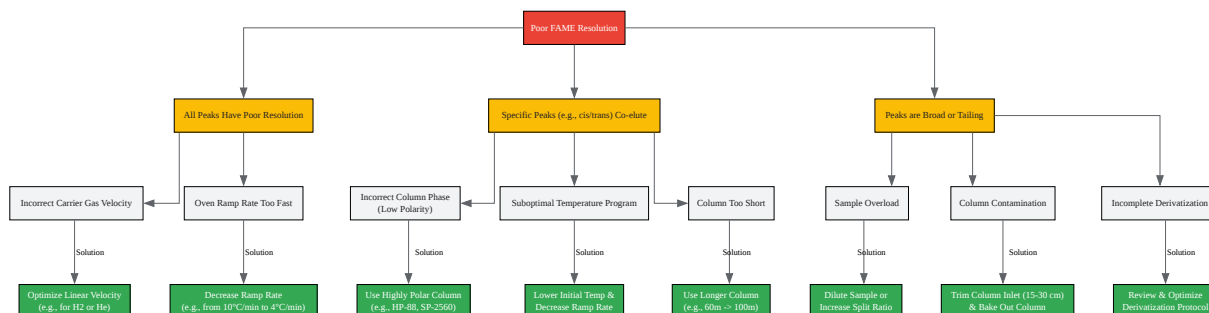 Poor FAME Resolution
All Peaks Have Poor Resolution
Specific Peaks (e.g., cis/trans) Co-elute
Peaks are Broad or Tailing
Incorrect Carrier Gas Velocity
Oven Ramp Rate Too Fast
Incorrect Column Phase
(Low Polarity)
Suboptimal Temperature Program
Column Too Short
Sample Overload
Column Contamination
Incomplete Derivatization
Solution
Solution
Solution
Solution
Solution
Solution
Solution
Solution
Optimize Linear Velocity
(e.g., for H2 or He)
Decrease Ramp Rate
(e.g., from 10°C/min to 4°C/min)
Use Highly Polar Column
(e.g., HP-88, SP-2560)
Lower Initial Temp &
Decrease Ramp Rate
Use Longer Column
(e.g., 60m -> 100m)
Dilute Sample or
Increase Split Ratio
Trim Column Inlet (15-30 cm)
& Bake Out Column
Review & Optimize
Derivatization Protocol